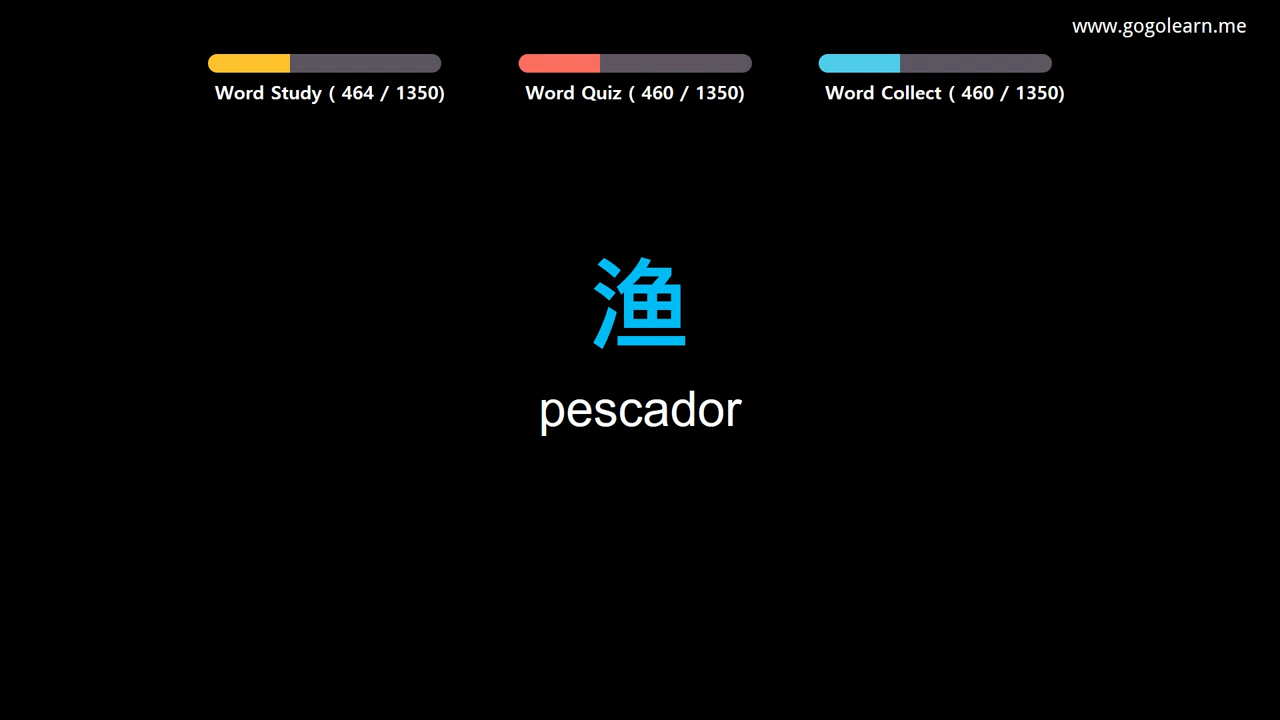 www.gogolearn.me
Word Study ( 464 / 1350)
Word Quiz ( 460 / 1350)
Word Collect ( 460 / 1350)
渔
pescador